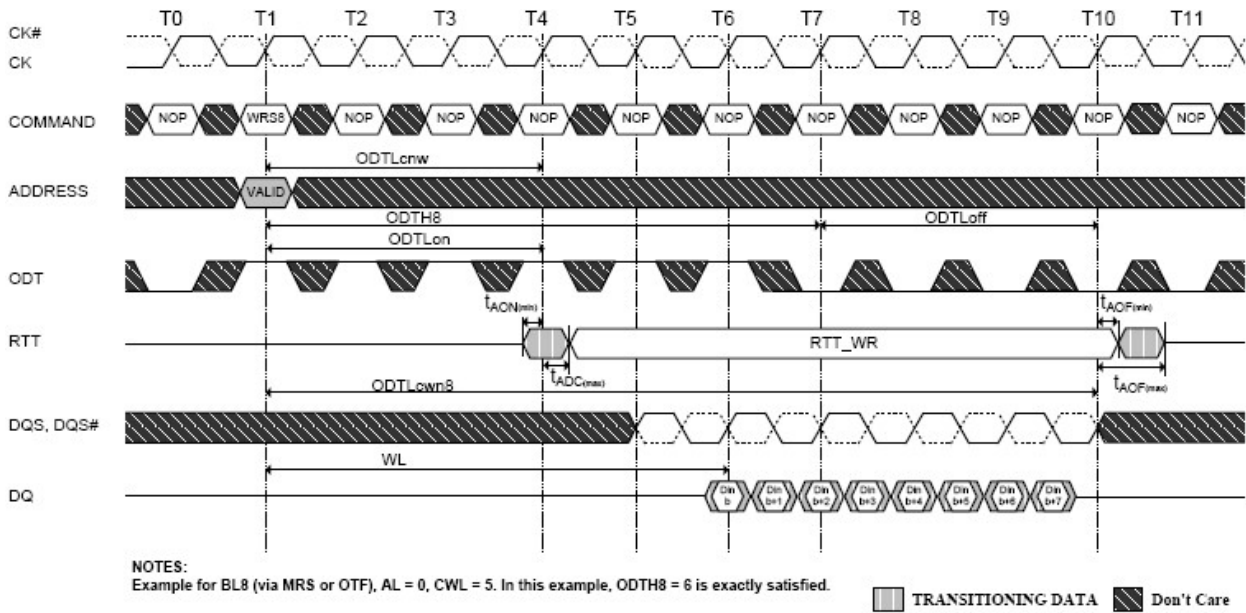 T0 T1 T2 T3 T4 T5 T6 T7 T8 T9 T10 T11
CK#
CK
COMMAND NOP WRS8 NOP NOP NOP NOP NOP NOP NOP NOP NOP NOP
ODTLcnw
ADDRESS VALID
ODTH8 ODTLoff
ODTLon
ODT
tAON(min) tAOF(min)
RTT RTT_WR
tADC(max) tAOF(max)
ODTLcwn8
DQS, DQS#
WL
DQ Din b Din b+1 Din b+2 Din b+3 Din b+4 Din b+5 Din b+6 Din b+7
NOTES:
Example for BL8 (via MRS or OTF), AL = 0, CWL = 5. In this example, ODTH8 = 6 is exactly satisfied.
TRANSITIONING DATA Don't Care